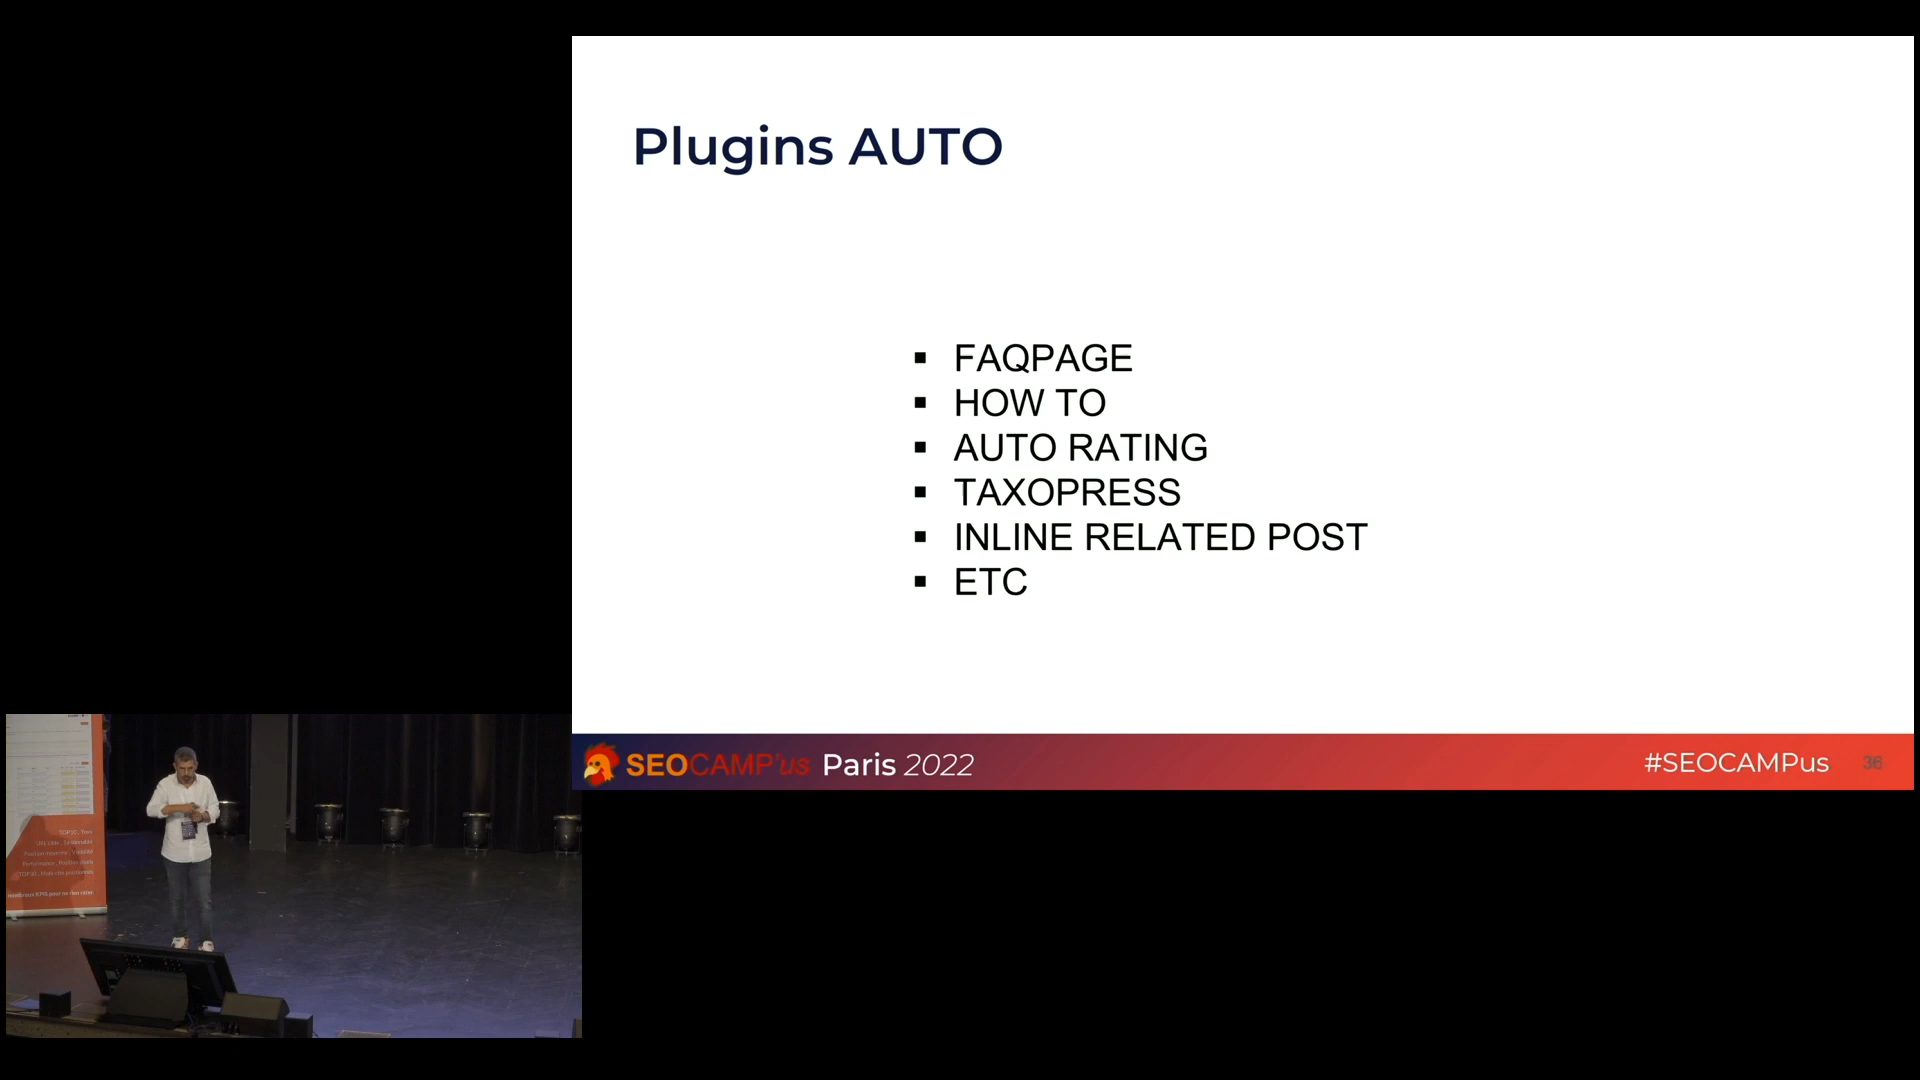 Plugins AUTO
▪ FAQPAGE
▪ HOW TO
▪ AUTO RATING
▪ TAXOPRESS
▪ INLINE RELATED POST
▪ ETC
SEOCAMP'us Paris 2022
#SEOCAMPus 36